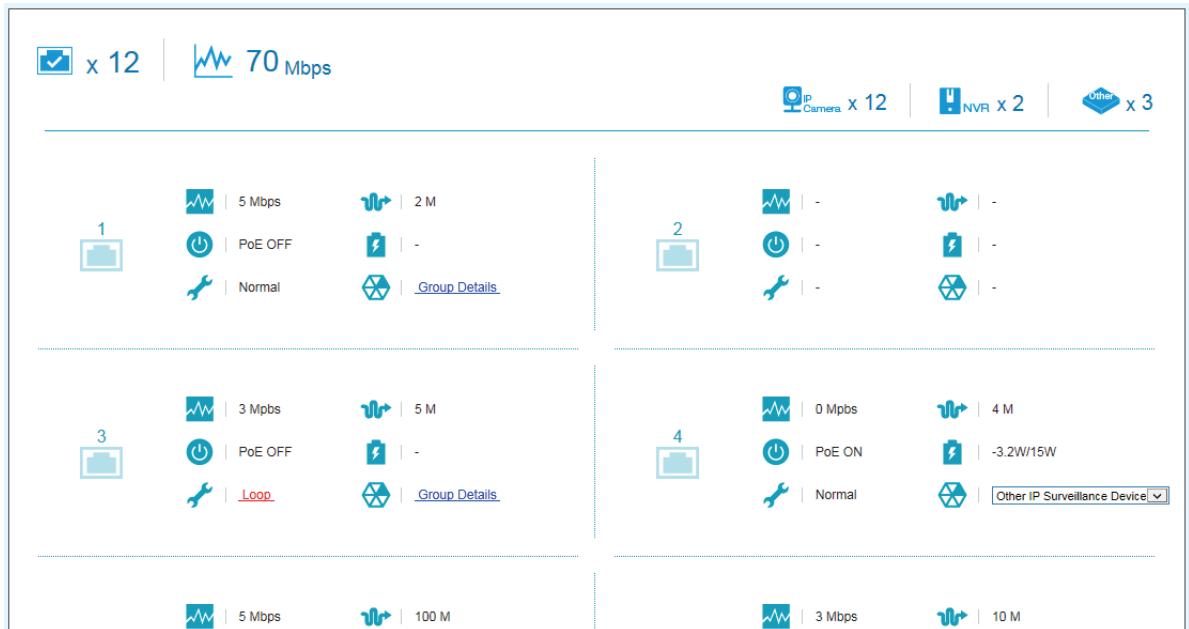 x 12
70 Mbps
IP Camera x 12
NVR x 2
Other x 3
1
5 Mbps
2 M
PoE OFF
-
Normal
Group Details
2
-
-
-
-
-
-
3
3 Mpbs
5 M
PoE OFF
-
Loop
Group Details
4
0 Mpbs
4 M
PoE ON
-3.2W/15W
Normal
Other IP Surveillance Device
5 Mbps
100 M
3 Mbps
10 M